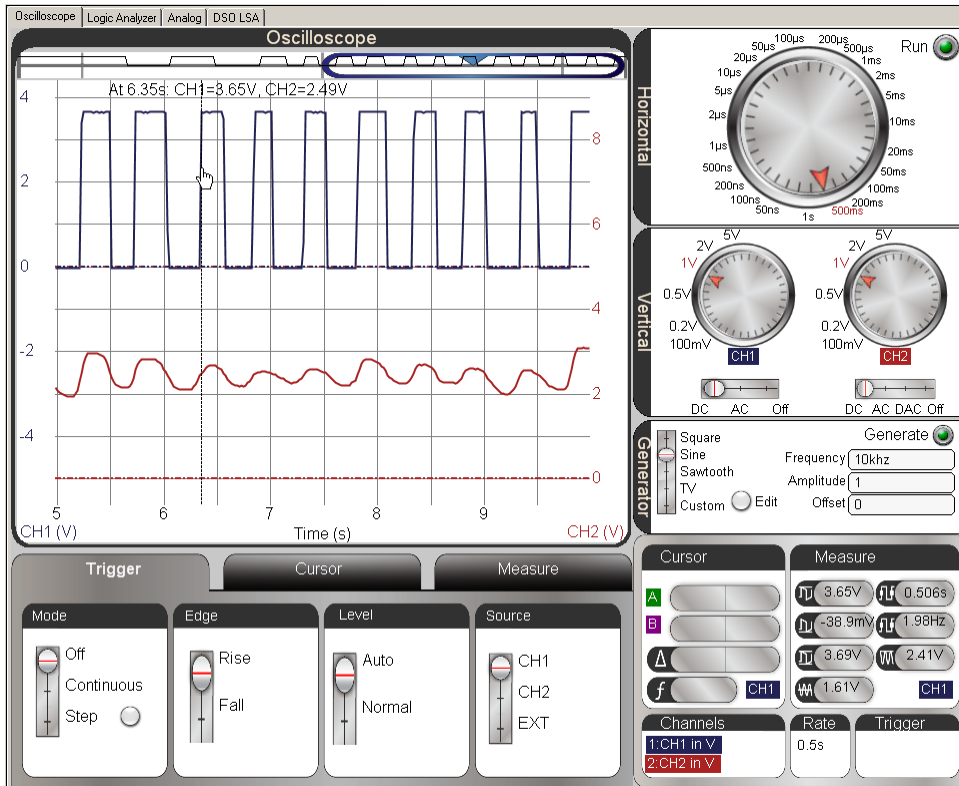 Oscilloscope Logic Analyzer Analog DSO LSA
Oscilloscope
At 6.35s: CH1=3.65V, CH2=2.49V
4
2
0
-2
-4
8
6
4
2
0
5 6 7 8 9
CH1 (V) Time (s) CH2 (V)
Horizontal
Run
50ns
100ns
200ns
500ns
1µs
2µs
5µs
10µs
20µs
50µs
100µs
200µs
500µs
1ms
2ms
5ms
10ms
20ms
50ms
100ms
200ms
500ms
1s
Vertical
5V
2V
1V
0.5V
0.2V
100mV
CH1
DC AC Off
5V
2V
1V
0.5V
0.2V
100mV
CH2
DC AC DAC Off
Generator
Square
Sine
Sawtooth
TV
Custom Edit
Generate
Frequency 10khz
Amplitude 1
Offset 0
Trigger Cursor Measure
Mode
Off
Continuous
Step
Edge
Rise
Fall
Level
Auto
Normal
Source
CH1
CH2
EXT
Cursor
A
B
Δ
f CH1
Measure
3.65V 0.506s
-38.9mV 1.98Hz
3.69V 2.41V
1.61V CH1
Channels
1:CH1 in V
2:CH2 in V
Rate
0.5s
Trigger